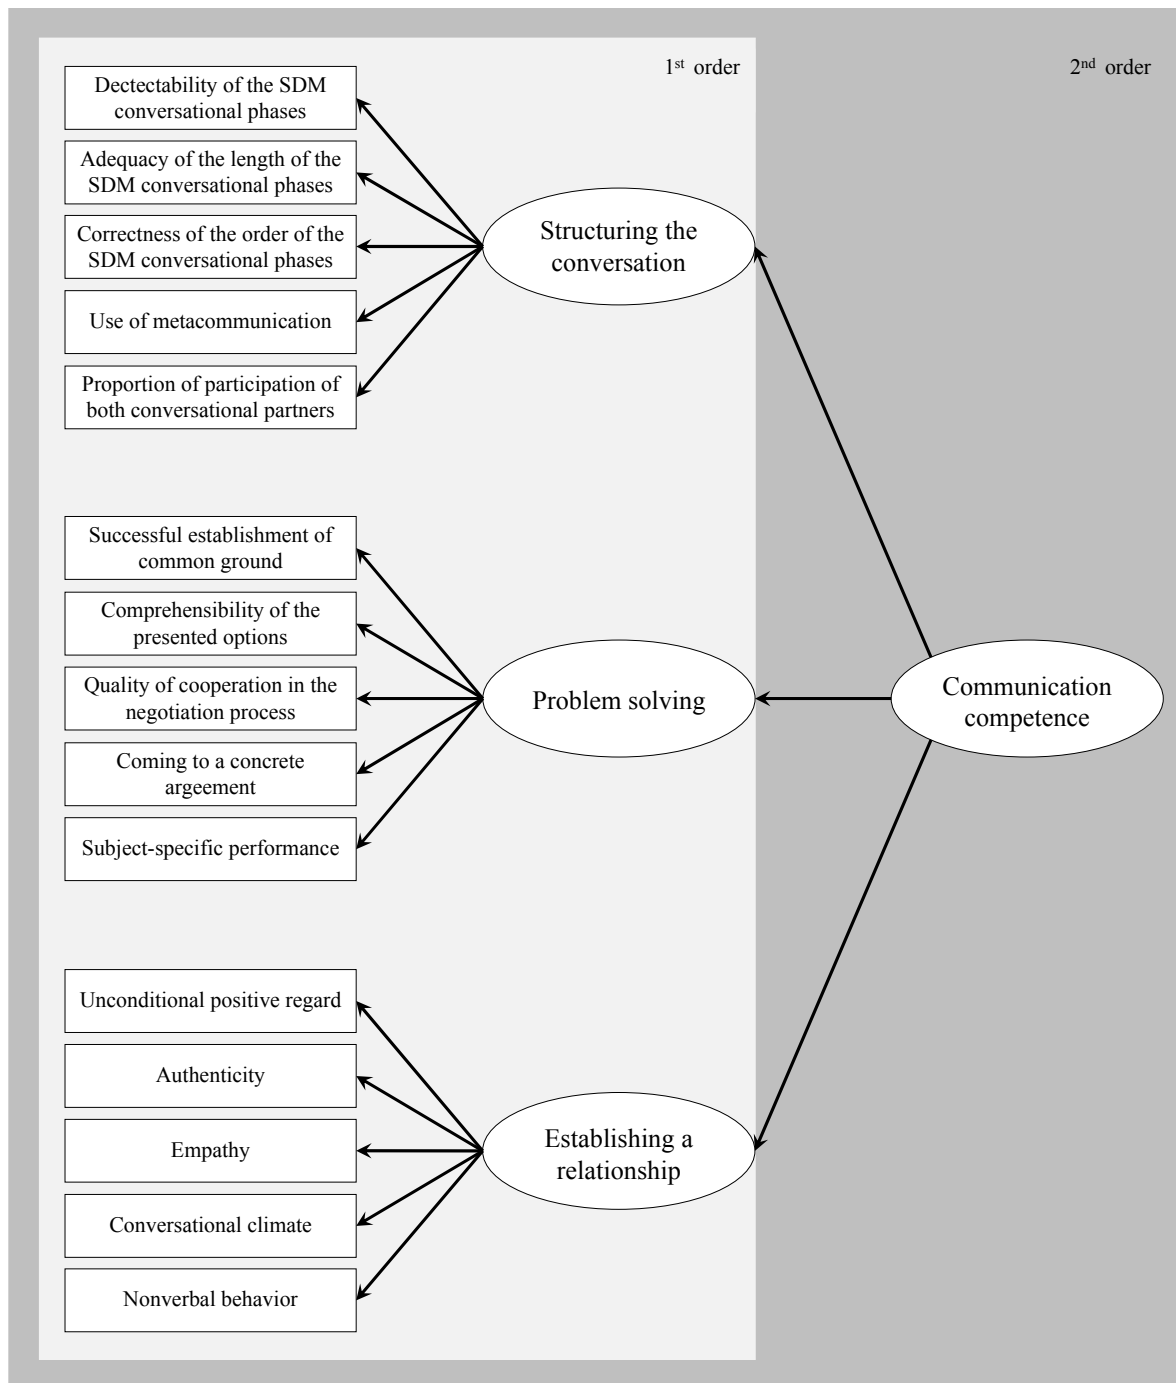 1st order
2nd order
Dectectability of the SDM
conversational phases
Adequacy of the length of the
SDM conversational phases
Correctness of the order of the
SDM conversational phases
Use of metacommunication
Proportion of participation of
both conversational partners
Structuring the
conversation
Successful establishment of
common ground
Comprehensibility of the
presented options
Quality of cooperation in the
negotiation process
Coming to a concrete
argeement
Subject-specific performance
Problem solving
Communication
competence
Unconditional positive regard
Authenticity
Empathy
Conversational climate
Nonverbal behavior
Establishing a
relationship